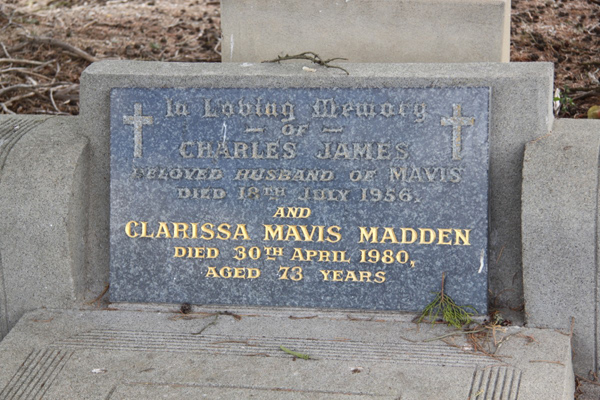 In Loving Memory
of
CHARLES JAMES
BELOVED HUSBAND OF MAVIS
DIED 18TH JULY 1956.
AND
CLARISSA MAVIS MADDEN
DIED 30TH APRIL 1980,
AGED 73 YEARS.